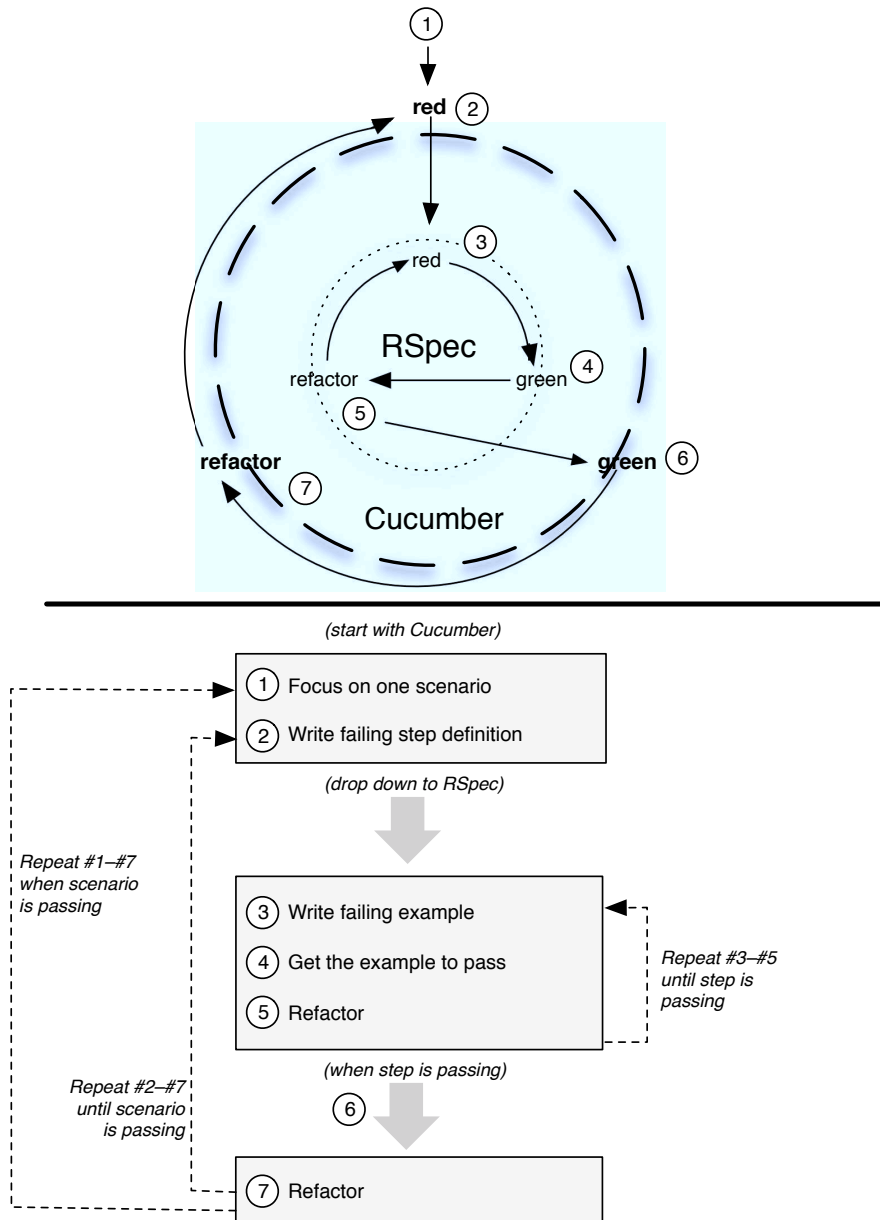 1
red 2
3
red
RSpec
4
refactor green
5
refactor green 6
7
Cucumber
(start with Cucumber)
1 Focus on one scenario
2 Write failing step definition
(drop down to RSpec)
Repeat #1–#7
when scenario
is passing
3 Write failing example
4 Get the example to pass
5 Refactor
Repeat #3–#5
until step is
passing
(when step is passing)
Repeat #2–#7
until scenario
is passing
6
7 Refactor